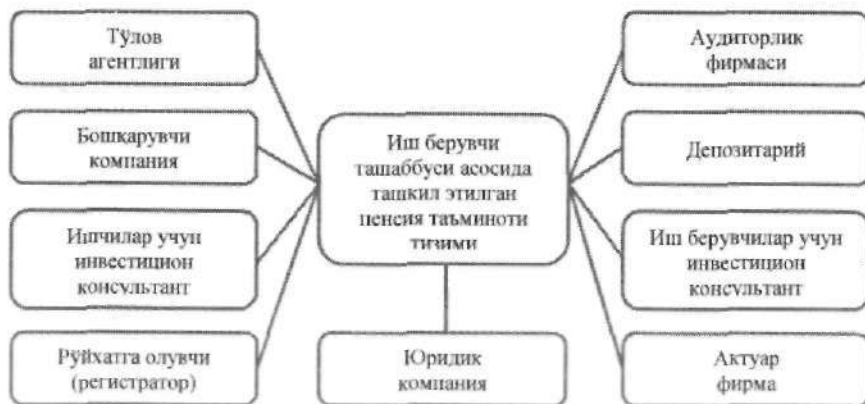 Тўлов
агентлиги
Бошқарувчи
компания
Ишчилар учун
инвестицион
консультант
Рўйхатга олувчи
(регистратор)
Иш берувчи
ташаббуси асосида
ташкил этилган
пенсия таъминоти
тизими
Юридик
компания
Аудиторлик
фирмаси
Депозитарий
Иш берувчилар учун
инвестицион
консультант
Актуар
фирма